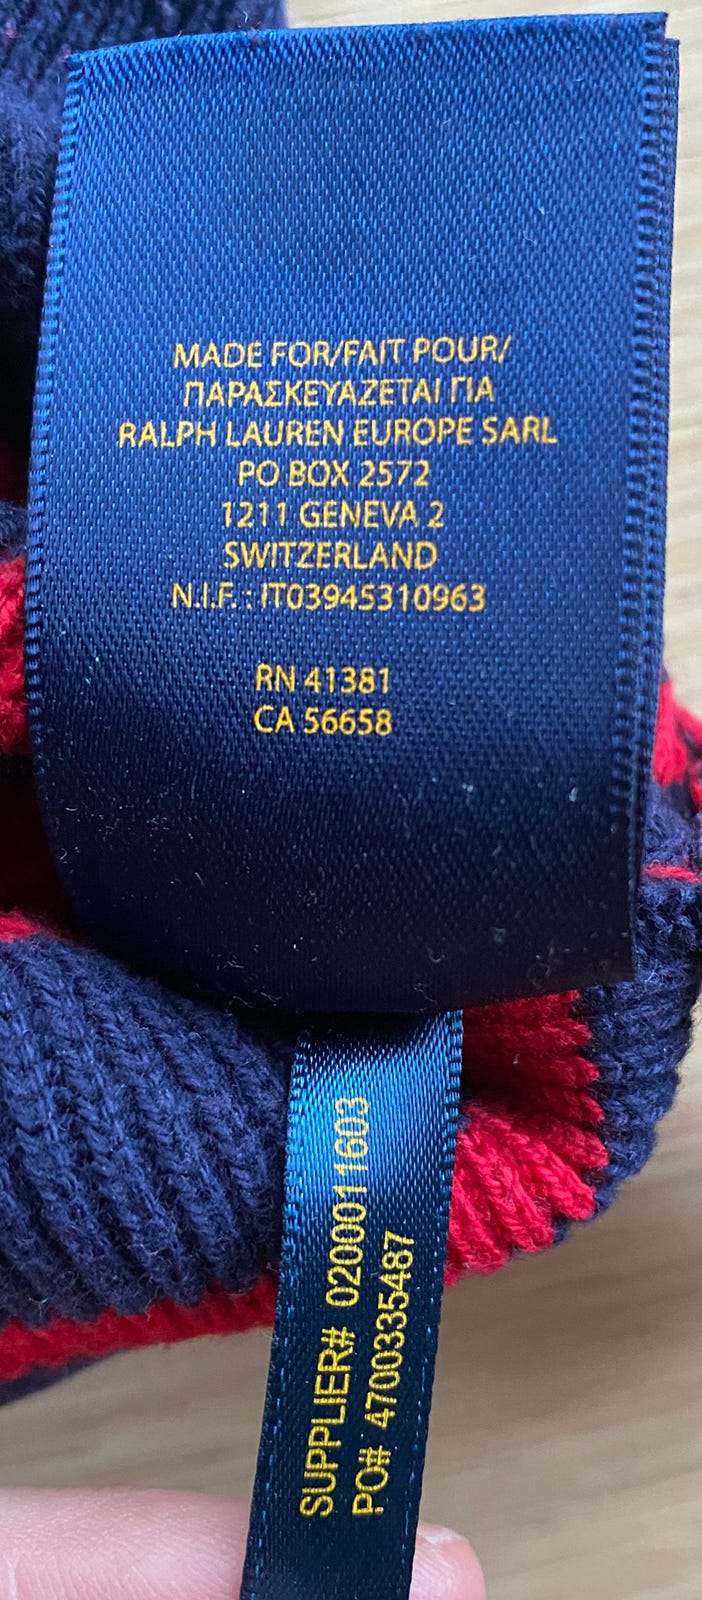 MADE FOR/FAIT POUR/
ΠΑΡΑΣΚΕΥΑΖΕΤΑΙ ΓΙΑ
RALPH LAUREN EUROPE SARL
PO BOX 2572
1211 GENEVA 2
SWITZERLAND
N.I.F. : IT03945310963
RN 41381
CA 56658
SUPPLIER# 0200011603
PO# 4700335487